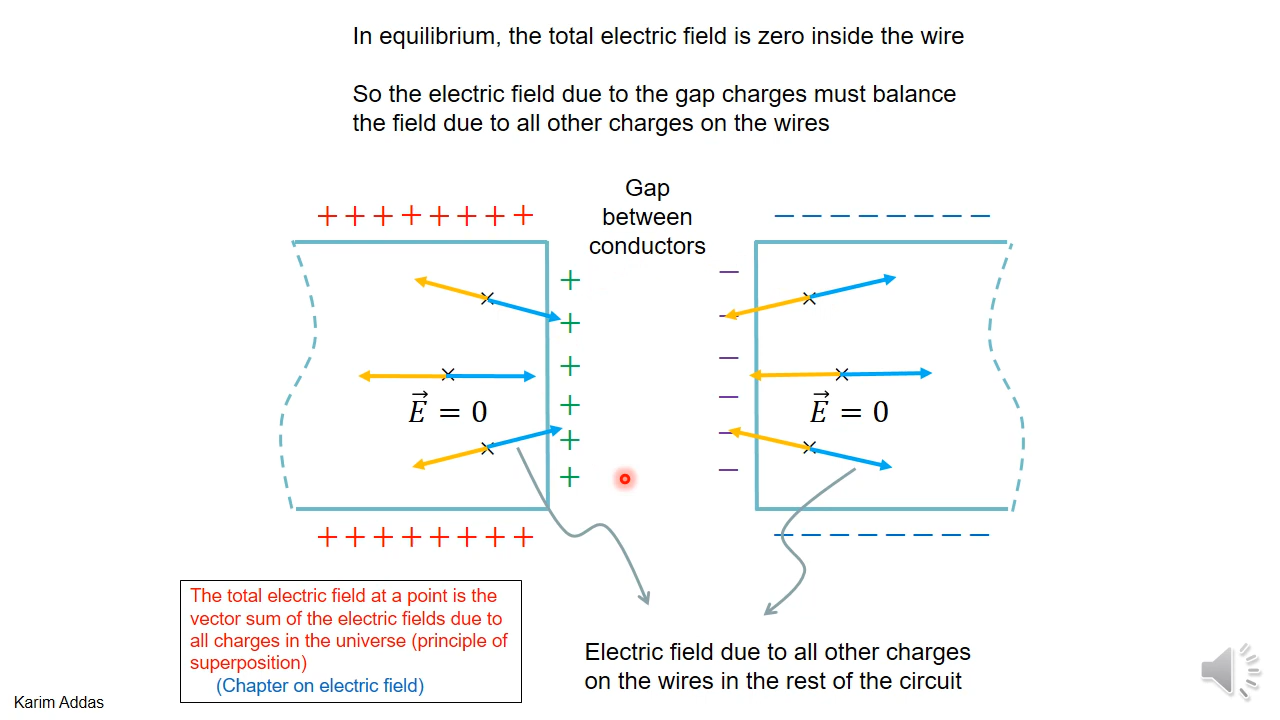 In equilibrium, the total electric field is zero inside the wire
So the electric field due to the gap charges must balance
the field due to all other charges on the wires
Gap
between
conductors
+ + + + + + + +
− − − − − − − −
+
+
+
+
+
+
−
−
−
−
−
−
E⃗ = 0
E⃗ = 0
+ + + + + + + +
− − − − − − − −
The total electric field at a point is the
vector sum of the electric fields due to
all charges in the universe (principle of
superposition)
(Chapter on electric field)
Electric field due to all other charges
on the wires in the rest of the circuit
Karim Addas